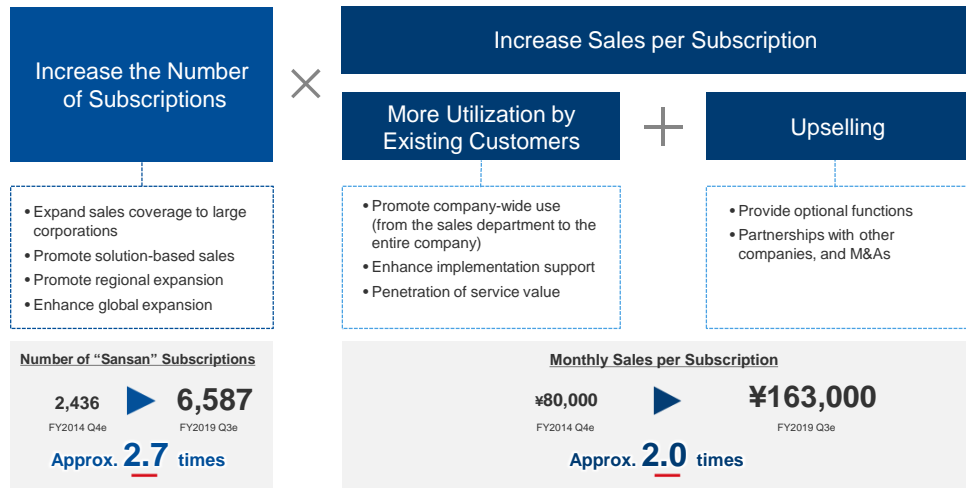 Increase the Number
of Subscriptions
×
Increase Sales per Subscription
More Utilization by
Existing Customers
+
Upselling
• Expand sales coverage to large
corporations
• Promote solution-based sales
• Promote regional expansion
• Enhance global expansion
• Promote company-wide use
(from the sales department to the
entire company)
• Enhance implementation support
• Penetration of service value
• Provide optional functions
• Partnerships with other
companies, and M&As
Number of “Sansan” Subscriptions
2,436
6,587
FY2014 Q4e
FY2019 Q3e
Approx. 2.7 times
Monthly Sales per Subscription
¥80,000
¥163,000
FY2014 Q4e
FY2019 Q3e
Approx. 2.0 times